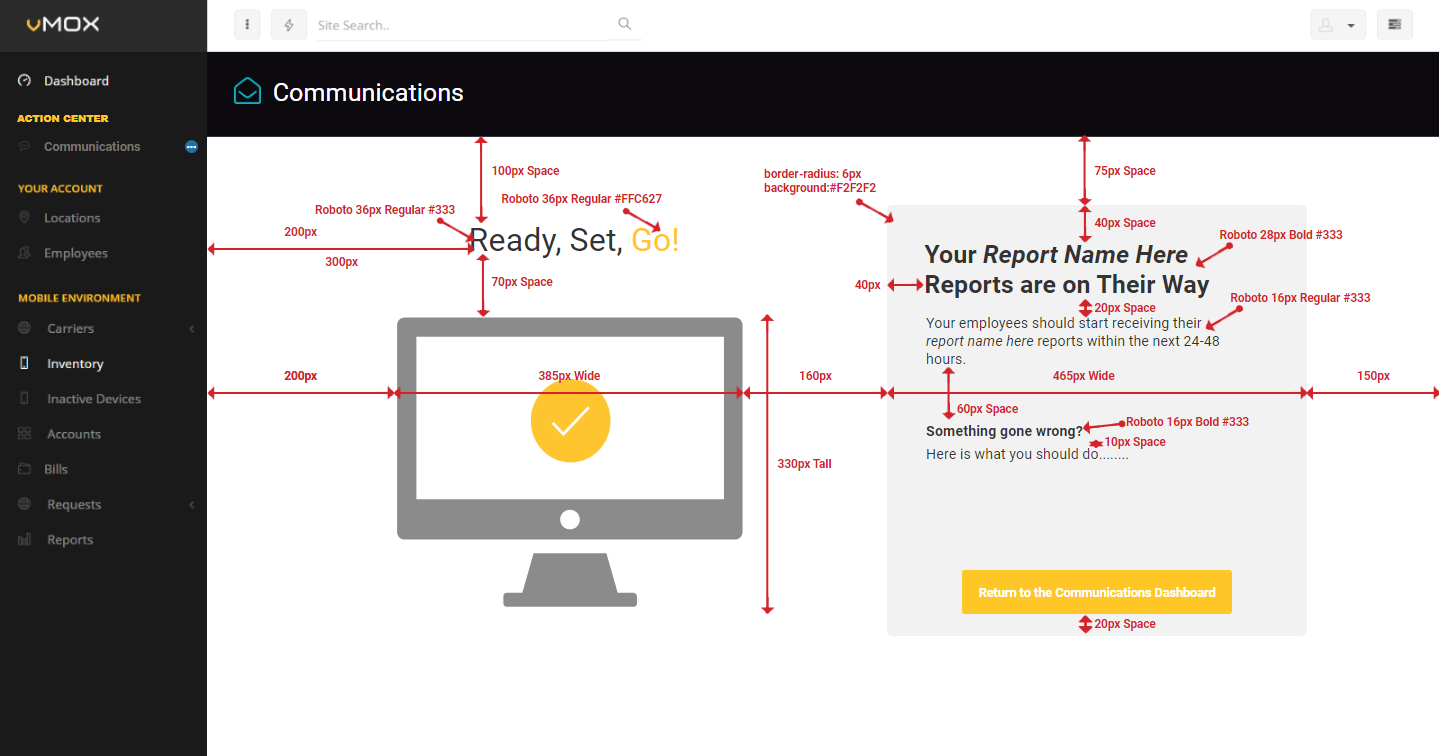 vMOX
Site Search..
Dashboard
ACTION CENTER
Communications
YOUR ACCOUNT
Locations
Employees
MOBILE ENVIRONMENT
Carriers
Inventory
Inactive Devices
Accounts
Bills
Requests
Reports
Communications
100px Space
Roboto 36px Regular #333
Roboto 36px Regular #FFC627
200px
300px
Ready, Set, Go!
70px Space
200px
385px Wide
160px
330px Tall
border-radius: 6px
background:#F2F2F2
75px Space
40px Space
Roboto 28px Bold #333
Your Report Name Here
40px
Reports are on Their Way
20px Space
Roboto 16px Regular #333
Your employees should start receiving their
report name here reports within the next 24-48
hours.
465px Wide
150px
60px Space
Something gone wrong?
Roboto 16px Bold #333
10px Space
Here is what you should do........
Return to the Communications Dashboard
20px Space